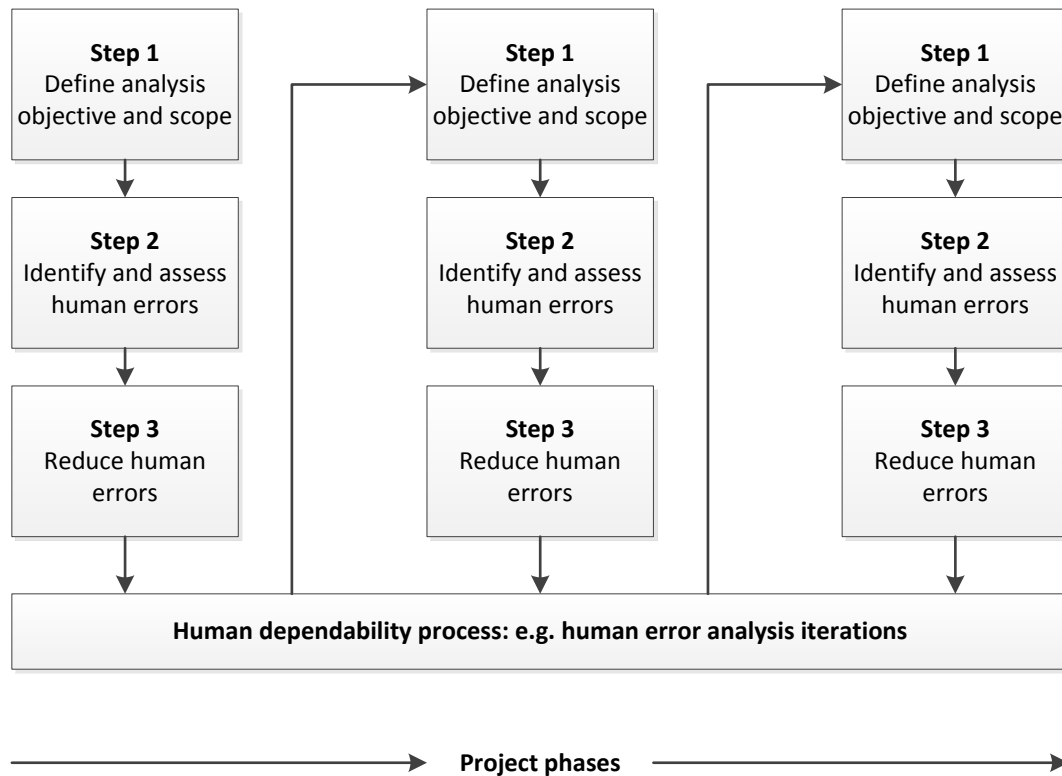 Step 1
Define analysis
objective and scope
Step 2
Identify and assess
human errors
Step 3
Reduce human
errors
Step 1
Define analysis
objective and scope
Step 2
Identify and assess
human errors
Step 3
Reduce human
errors
Step 1
Define analysis
objective and scope
Step 2
Identify and assess
human errors
Step 3
Reduce human
errors
Human dependability process: e.g. human error analysis iterations
Project phases